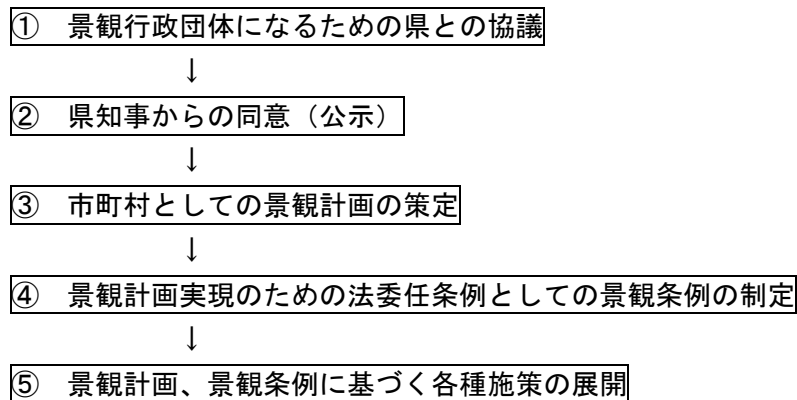 ① 景観行政団体になるための県との協議
↓
② 県知事からの同意（公示）
↓
③ 市町村としての景観計画の策定
↓
④ 景観計画実現のための法委任条例としての景観条例の制定
↓
⑤ 景観計画、景観条例に基づく各種施策の展開